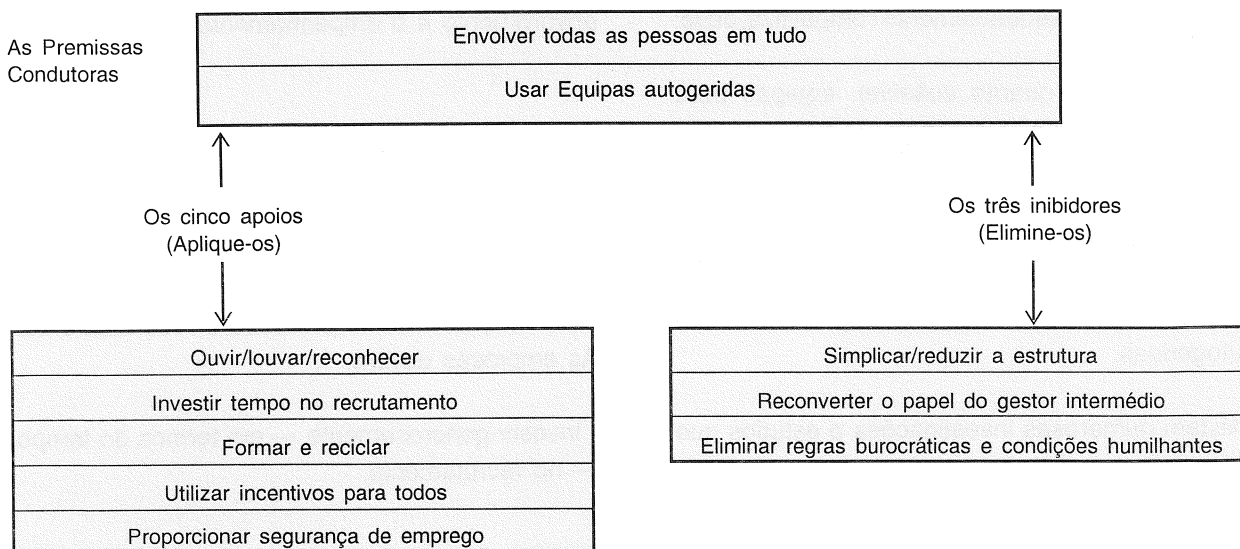 As Premissas
Condutoras
Envolver todas as pessoas em tudo
Usar Equipas autogeridas
Os cinco apoios
(Aplique-os)
Os três inibidores
(Elimine-os)
Ouvir/louvar/reconhecer
Investir tempo no recrutamento
Formar e reciclar
Utilizar incentivos para todos
Proporcionar segurança de emprego
Simplicar/reduzir a estrutura
Reconverter o papel do gestor intermédio
Eliminar regras burocráticas e condições humilhantes